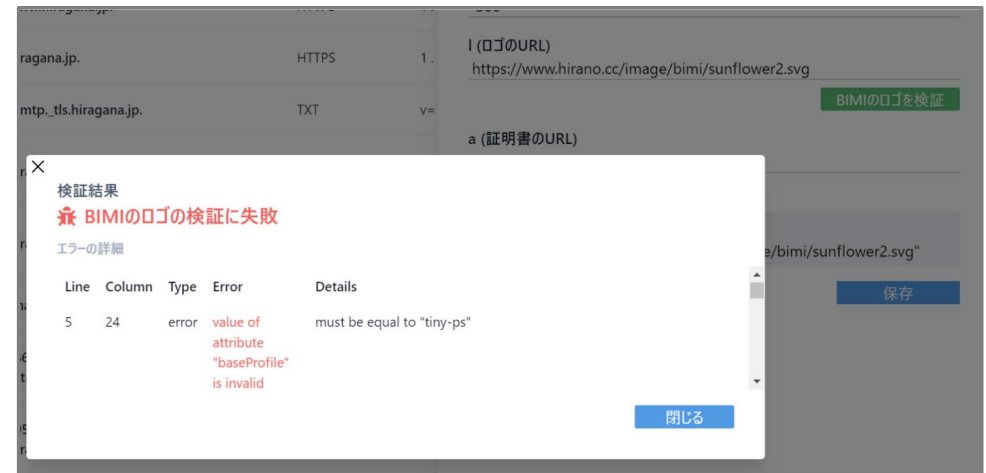 ragana.jp.
HTTPS
1 .
l (ロゴのURL)
https://www.hirano.cc/image/bimi/sunflower2.svg
BIMIのロゴを検証
mtp._tls.hiragana.jp.
TXT
v=
a (証明書のURL)
検証結果
BIMIのロゴの検証に失敗
エラーの詳細
Line Column Type Error Details
5 24 error value of must be equal to "tiny-ps"
attribute
"baseProfile"
is invalid
e/bimi/sunflower2.svg"
保存
閉じる